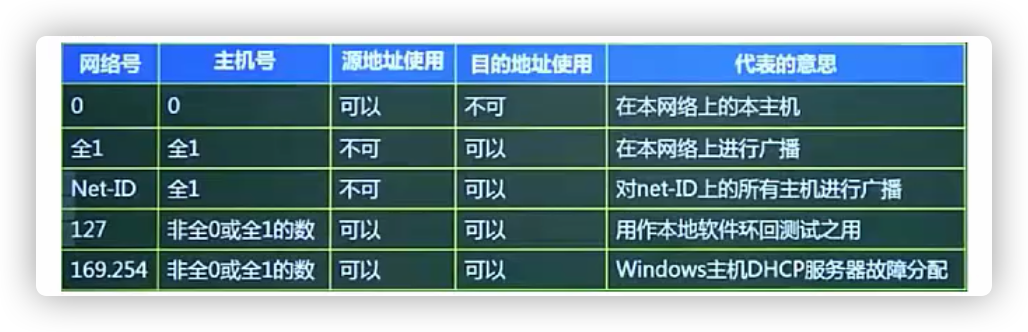 网络号 主机号 源地址使用 目的地址使用 代表的意思
0 0 可以 不可 在本网络上的本主机
全1 全1 不可 可以 在本网络上进行广播
Net-ID 全1 不可 可以 对net-ID上的所有主机进行广播
127 非全0或全1的数 可以 可以 用作本地软件环回测试之用
169.254 非全0或全1的数 可以 可以 Windows主机DHCP服务器故障分配